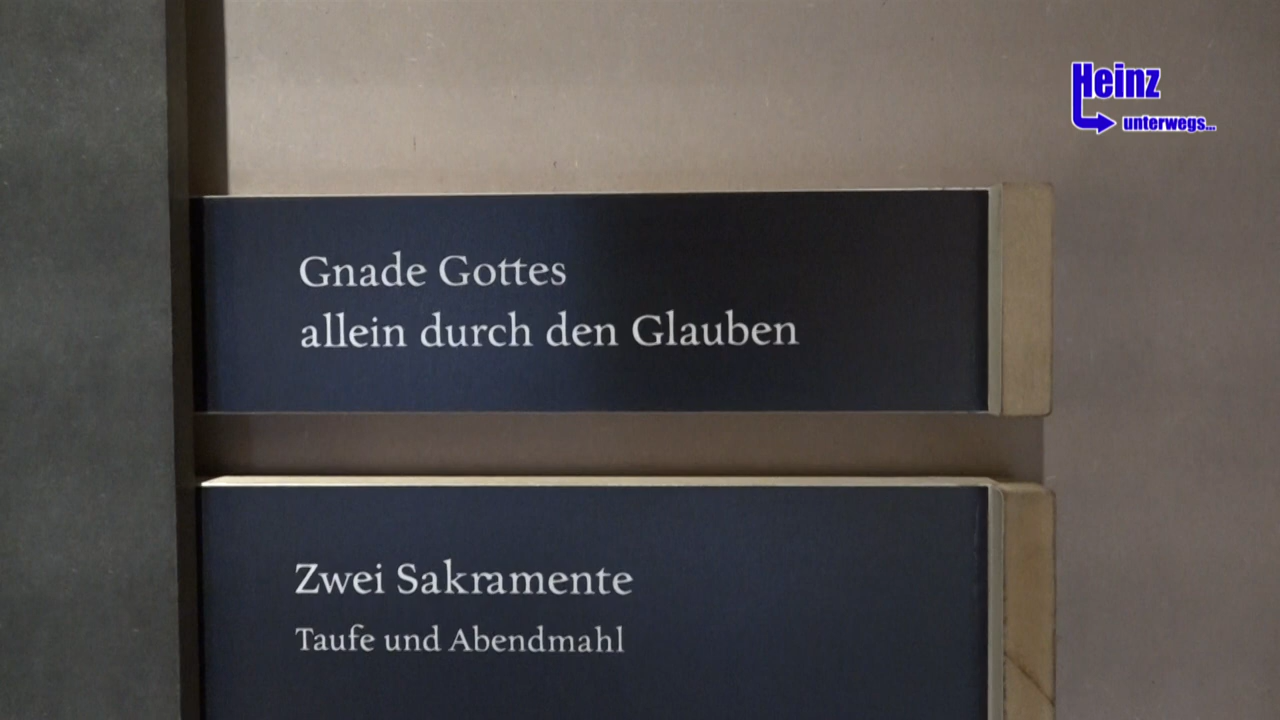 Heinz
unterwegs...
Gnade Gottes
allein durch den Glauben
Zwei Sakramente
Taufe und Abendmahl